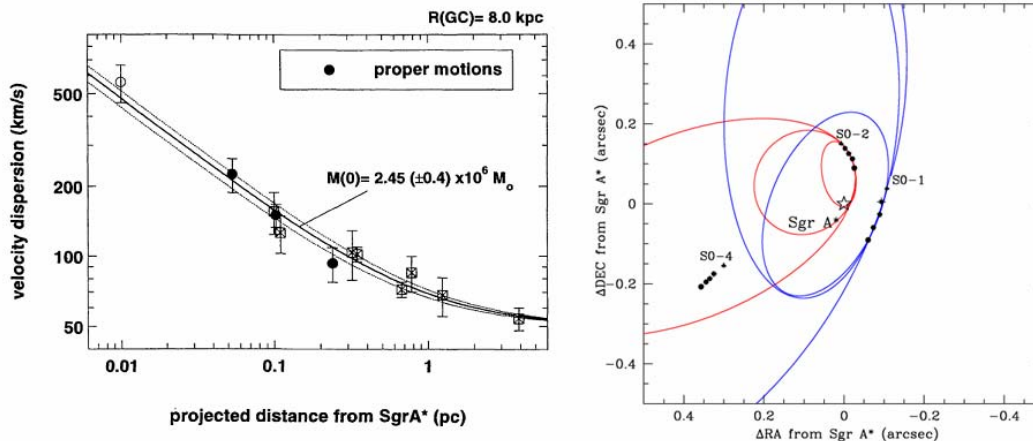 R(GC)= 8.0 kpc
velocity dispersion (km/s)
500
200
100
50
proper motions
M(0)= 2.45 (±0.4) x10^6 M_o
0.01
0.1
1
projected distance from SgrA* (pc)
ΔDEC from Sgr A* (arcsec)
0.4
0.2
0
-0.2
-0.4
S0-2
S0-1
Sgr A*
S0-4
0.4
0.2
0
-0.2
-0.4
ΔRA from Sgr A* (arcsec)